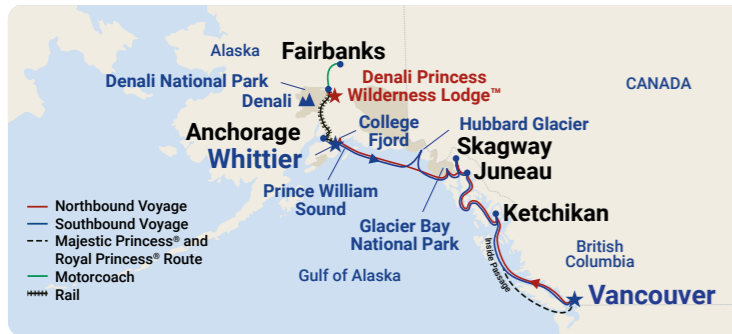 Alaska
Fairbanks
Denali National Park
Denali
Denali Princess
Wilderness Lodge™
CANADA
Anchorage
College
Fjord
Hubbard Glacier
Whittier
Skagway
Juneau
Prince William
Sound
Glacier Bay
National Park
Ketchikan
Northbound Voyage
Southbound Voyage
Majestic Princess® and
Royal Princess® Route
Motorcoach
Rail
Gulf of Alaska
Inside Passage
British
Columbia
Vancouver